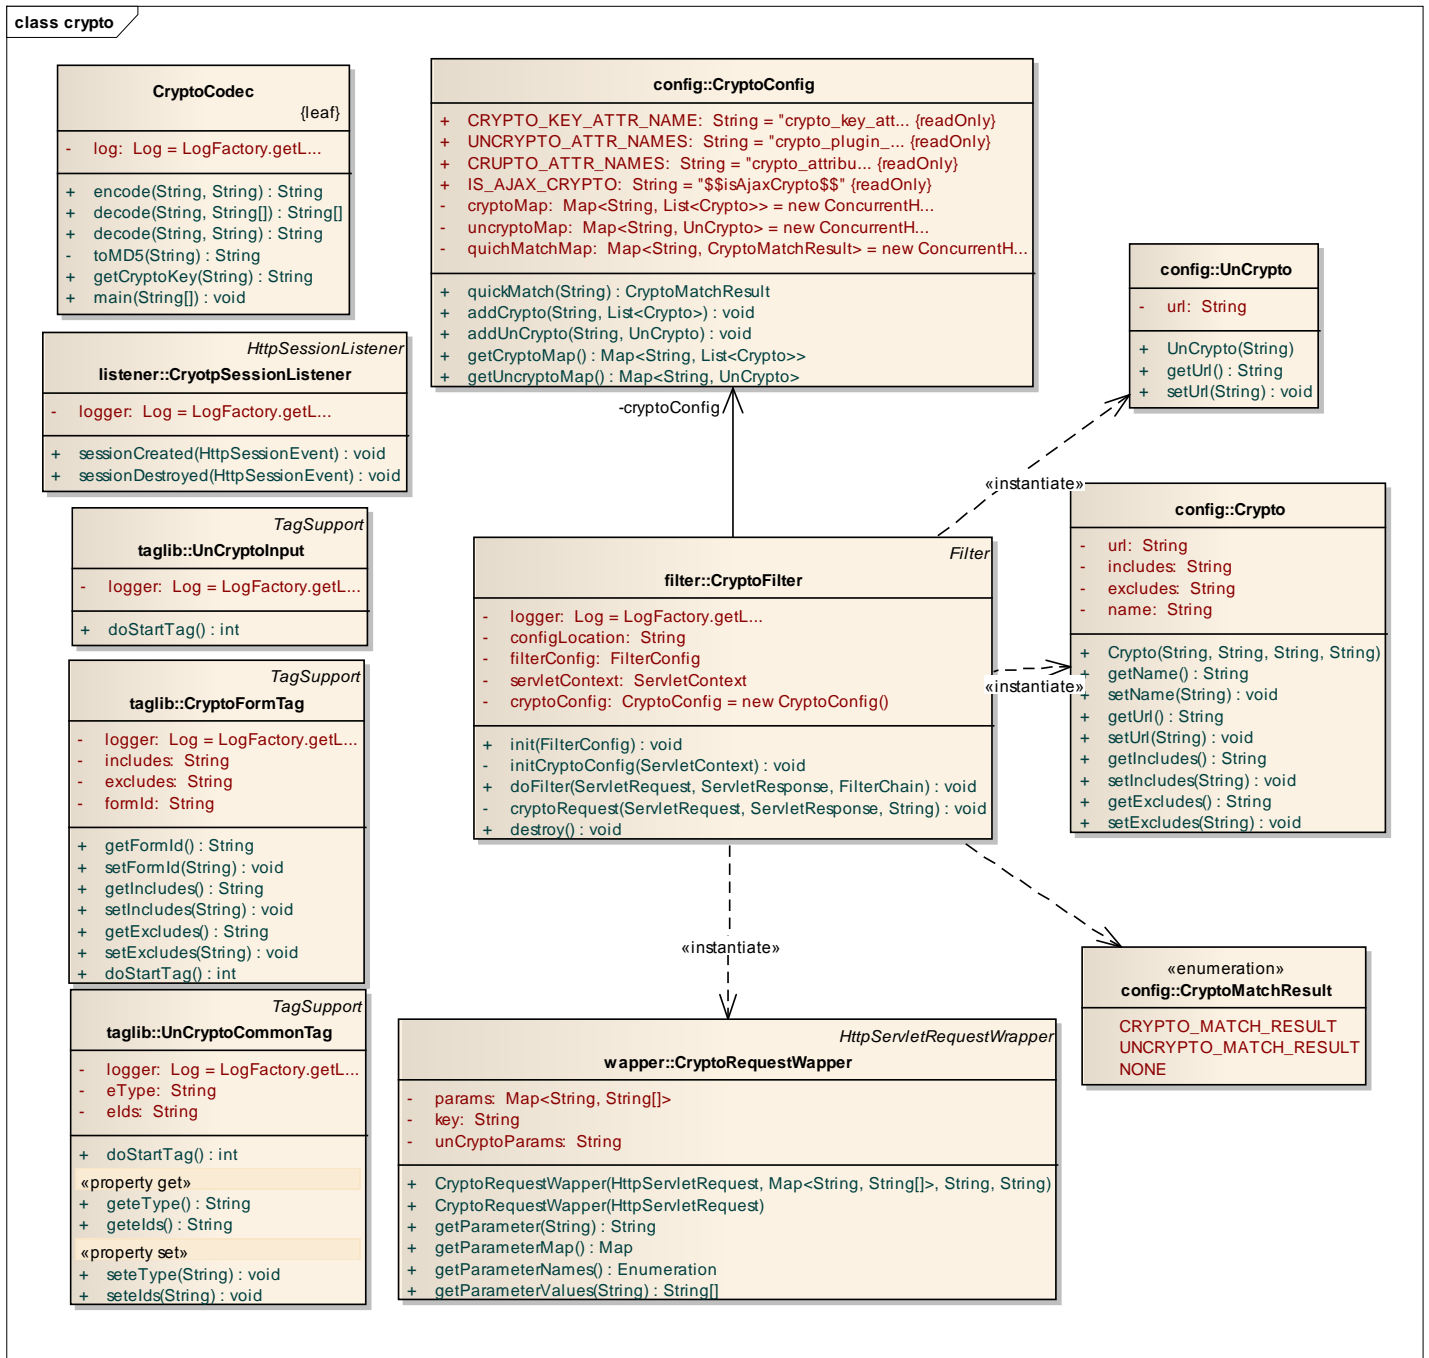 class crypto
CryptoCodec
{leaf}
- log: Log = LogFactory.getL...
+ encode(String, String) : String
+ decode(String, String[]) : String[]
+ decode(String, String) : String
- toMD5(String) : String
+ getCryptoKey(String) : String
+ main(String[]) : void
HttpSessionListener
listener::CryotpSessionListener
- logger: Log = LogFactory.getL...
+ sessionCreated(HttpSessionEvent) : void
+ sessionDestroyed(HttpSessionEvent) : void
TagSupport
taglib::UnCryptoInput
- logger: Log = LogFactory.getL...
+ doStartTag() : int
TagSupport
taglib::CryptoFormTag
- logger: Log = LogFactory.getL...
- includes: String
- excludes: String
- formId: String
+ getFormId() : String
+ setFormId(String) : void
+ getIncludes() : String
+ setIncludes(String) : void
+ getExcludes() : String
+ setExcludes(String) : void
+ doStartTag() : int
TagSupport
taglib::UnCryptoCommonTag
- logger: Log = LogFactory.getL...
- eType: String
- eIds: String
+ doStartTag() : int
«property get»
+ geteType() : String
+ geteIds() : String
«property set»
+ seteType(String) : void
+ seteIds(String) : void
config::CryptoConfig
+ CRYPTO_KEY_ATTR_NAME: String = "crypto_key_att... {readOnly}
+ UNCRYPTO_ATTR_NAMES: String = "crypto_plugin_... {readOnly}
+ CRUPTO_ATTR_NAMES: String = "crypto_attribu... {readOnly}
+ IS_AJAX_CRYPTO: String = "$$isAjaxCrypto$$" {readOnly}
- cryptoMap: Map<String, List<Crypto>> = new ConcurrentH...
- uncryptoMap: Map<String, UnCrypto> = new ConcurrentH...
- quichMatchMap: Map<String, CryptoMatchResult> = new ConcurrentH...
+ quickMatch(String) : CryptoMatchResult
+ addCrypto(String, List<Crypto>) : void
+ addUnCrypto(String, UnCrypto) : void
+ getCryptoMap() : Map<String, List<Crypto>>
+ getUncryptoMap() : Map<String, UnCrypto>
-cryptoConfig
Filter
filter::CryptoFilter
- logger: Log = LogFactory.getL...
- configLocation: String
- filterConfig: FilterConfig
- servletContext: ServletContext
- cryptoConfig: CryptoConfig = new CryptoConfig()
+ init(FilterConfig) : void
- initCryptoConfig(ServletContext) : void
+ doFilter(ServletRequest, ServletResponse, FilterChain) : void
- cryptoRequest(ServletRequest, ServletResponse, String) : void
+ destroy() : void
«instantiate»
«instantiate»
«instantiate»
HttpServletRequestWrapper
wapper::CryptoRequestWapper
- params: Map<String, String[]>
- key: String
- unCryptoParams: String
+ CryptoRequestWapper(HttpServletRequest, Map<String, String[]>, String, String)
+ CryptoRequestWapper(HttpServletRequest)
+ getParameter(String) : String
+ getParameterMap() : Map
+ getParameterNames() : Enumeration
+ getParameterValues(String) : String[]
config::UnCrypto
- url: String
+ UnCrypto(String)
+ getUrl() : String
+ setUrl(String) : void
config::Crypto
- url: String
- includes: String
- excludes: String
- name: String
+ Crypto(String, String, String, String)
+ getName() : String
+ setName(String) : void
+ getUrl() : String
+ setUrl(String) : void
+ getIncludes() : String
+ setIncludes(String) : void
+ getExcludes() : String
+ setExcludes(String) : void
«enumeration»
config::CryptoMatchResult
CRYPTO_MATCH_RESULT
UNCRYPTO_MATCH_RESULT
NONE